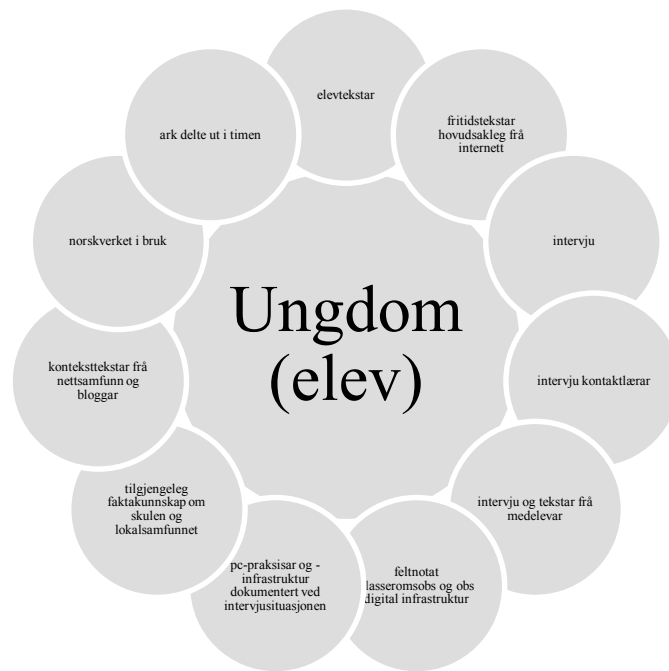 elevtekstar
fritidstekstar
hovudsakleg frå
internett
intervju
intervju kontaktlærar
intervju og tekstar frå
medelevar
feltnotat
lasseromsobs og obs
digital infrastruktur
pc-praksisar og -
infrastruktur
dokumentert ved
intervjusituasjonen
tilgjengeleg
faktakunnskap om
skulen og
lokalsamfunnet
konteksttekstar frå
nettsamfunn og
bloggar
norskverket i bruk
ark delte ut i timen
Ungdom
(elev)